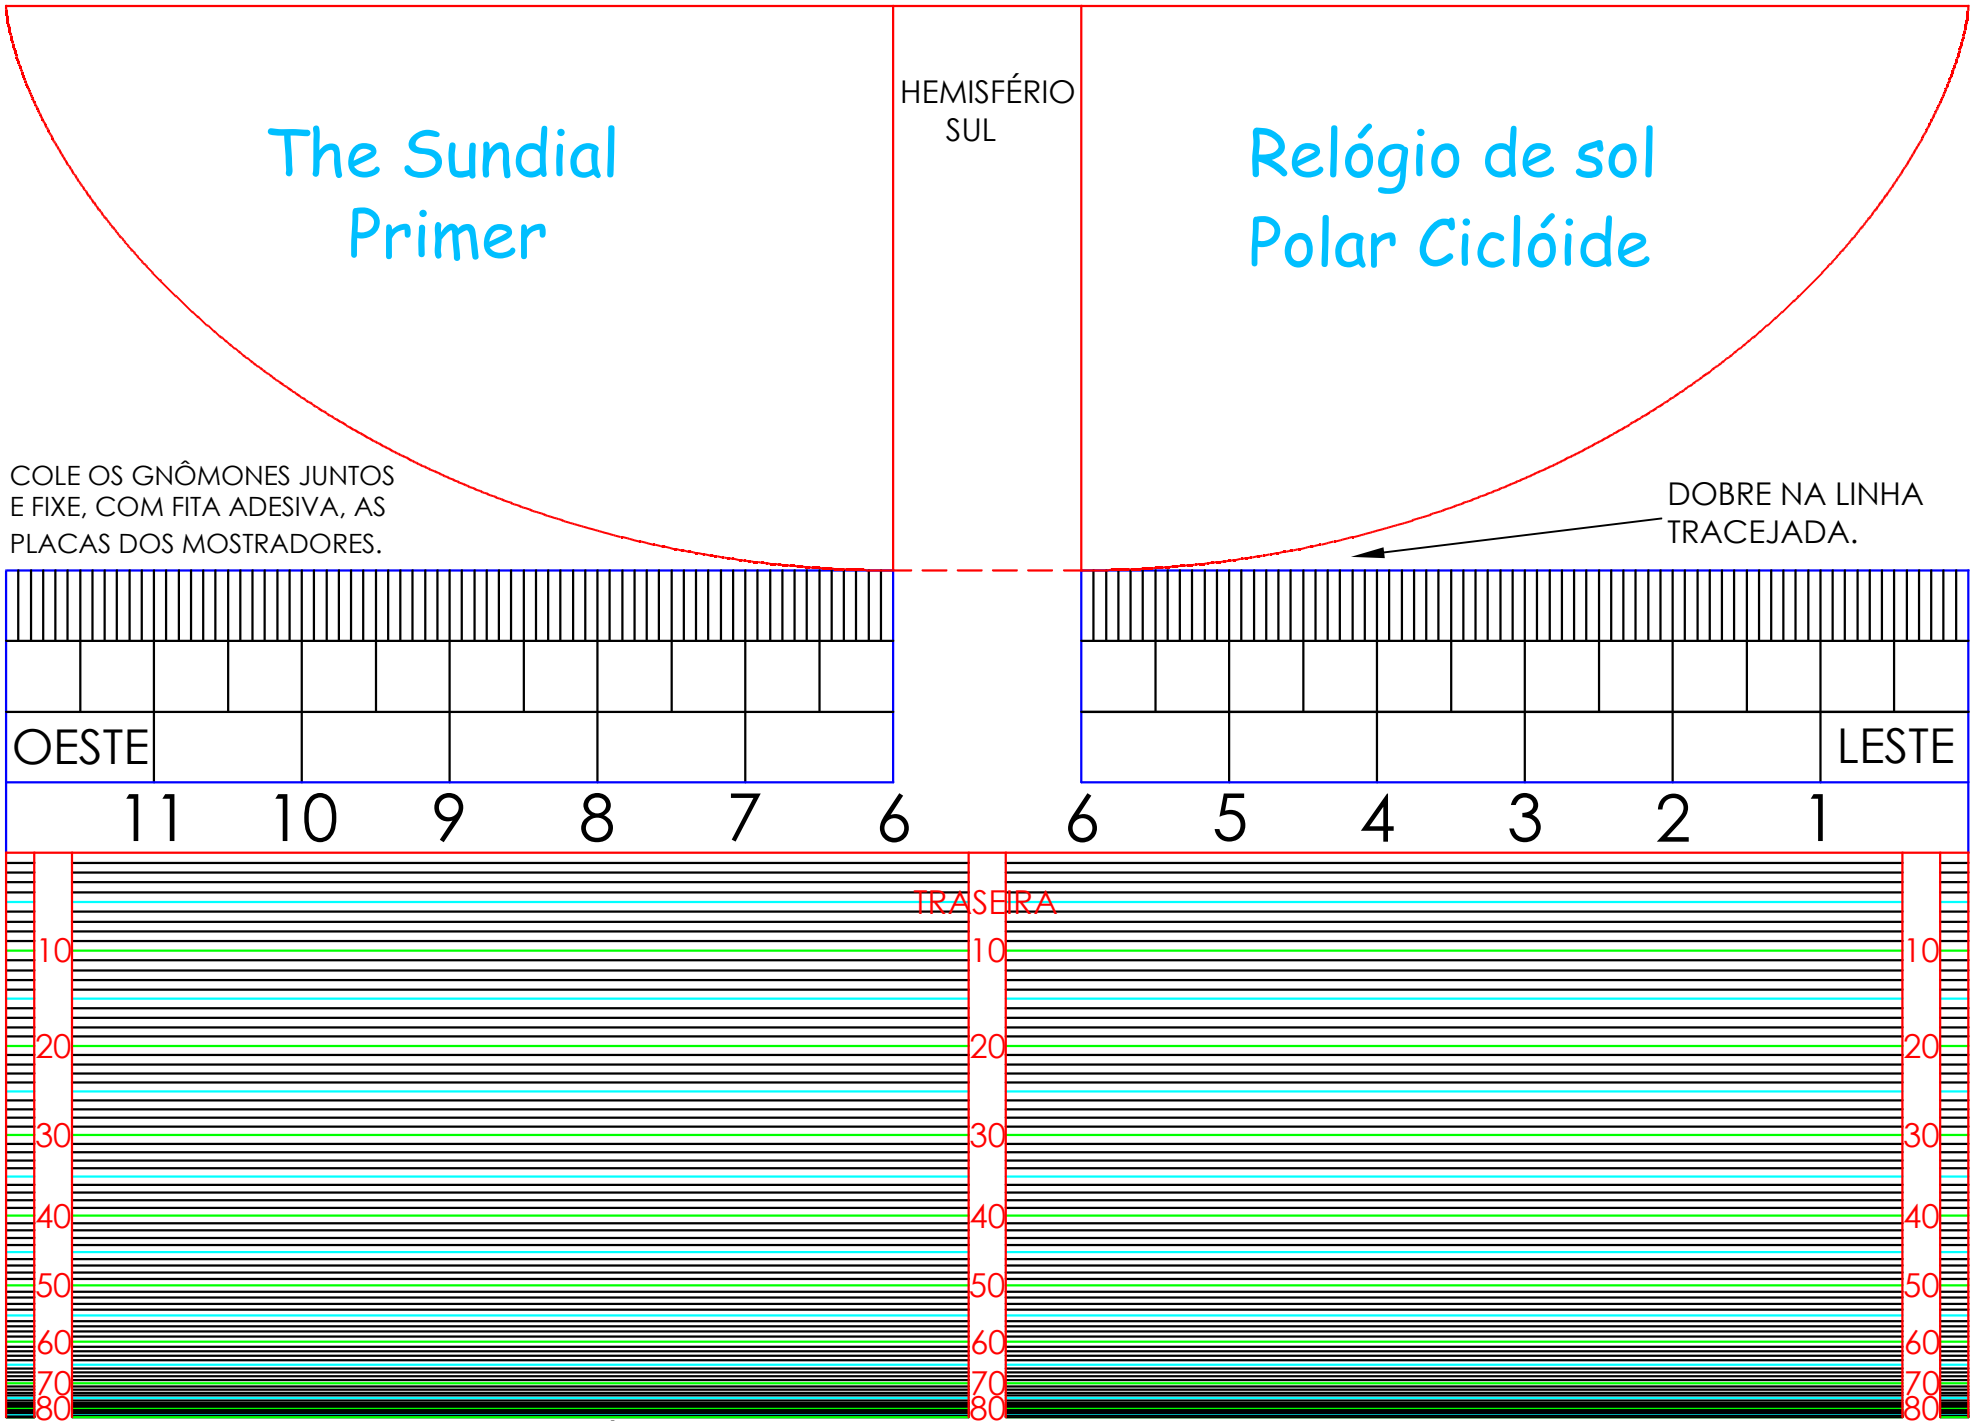 The Sundial
Primer
HEMISFÉRIO
SUL
Relógio de sol
Polar Ciclóide
COLE OS GNÔMONES JUNTOS
E FIXE, COM FITA ADESIVA, AS
PLACAS DOS MOSTRADORES.
DOBRE NA LINHA
TRACEJADA.
OESTE
LESTE
11 10 9 8 7 6 6 5 4 3 2 1
TRASEIRA
10 10 10
20 20 20
30 30 30
40 40 40
50 50 50
60 60 60
70 70 70
80 80 80